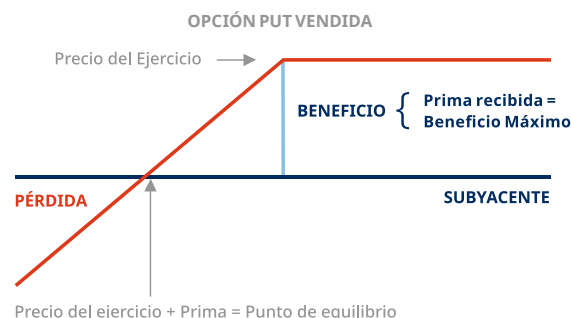 OPCIÓN PUT VENDIDA
Precio del Ejercicio
BENEFICIO
Prima recibida =
Beneficio Máximo
PÉRDIDA
SUBYACENTE
Precio del ejercicio + Prima = Punto de equilibrio